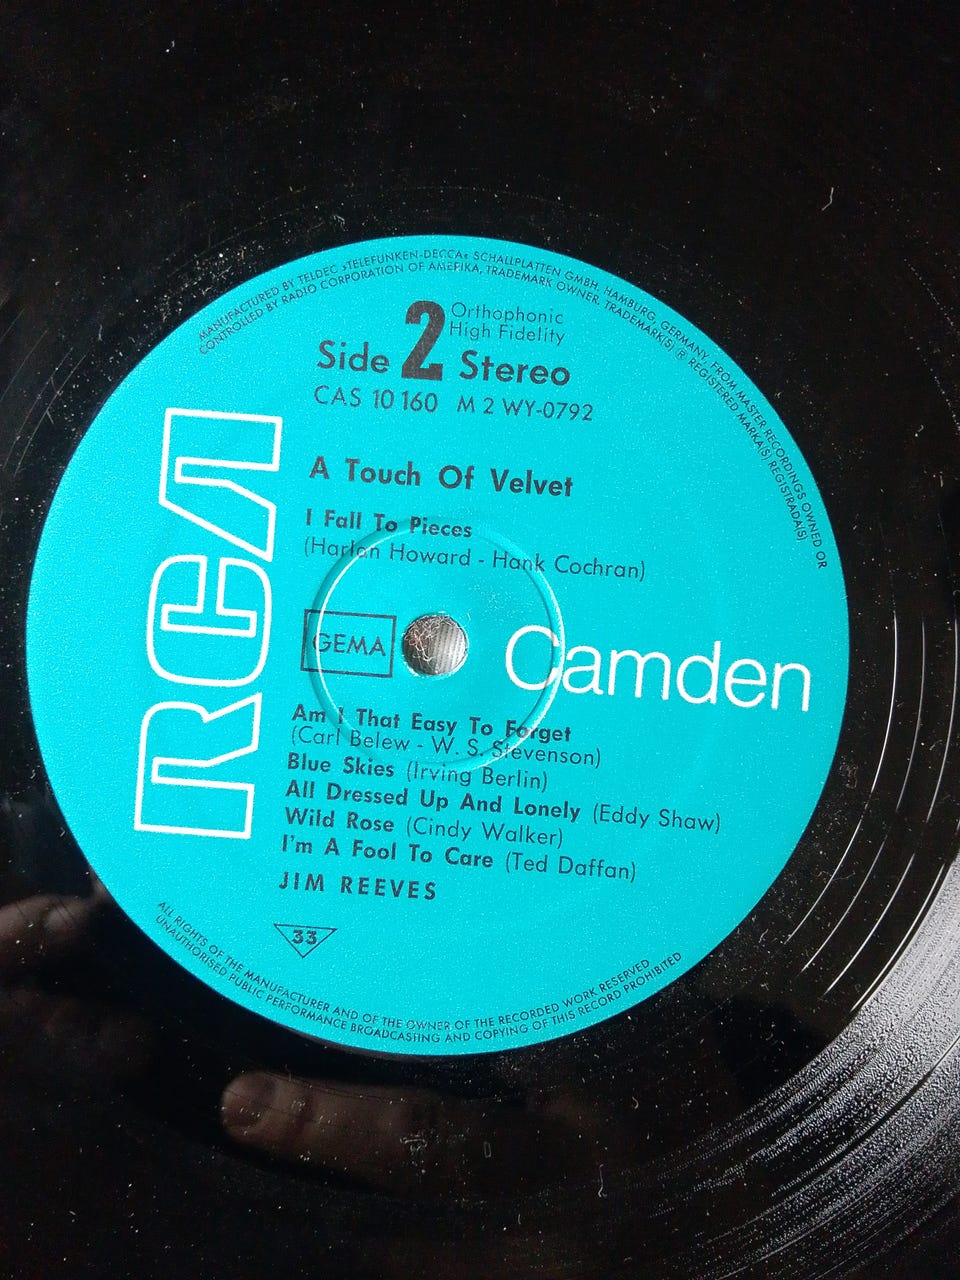 MANUFACTURED BY TELDEC »TELEFUNKEN-DECCA« SCHALLPLATTEN GMBH, HAMBURG, GERMANY, FROM MASTER RECORDINGS OWNED OR
CONTROLLED BY RADIO CORPORATION OF AMERIKA, TRADEMARK OWNER. TRADEMARK(S) ® REGISTERED MARKA(S) REGISTRADA(S).
Orthophonic
High Fidelity
Side 2 Stereo
CAS 10 160 M 2 WY-0792
RCA
A Touch Of Velvet
I Fall To Pieces
(Harlan Howard - Hank Cochran)
GEMA
Camden
Am I That Easy To Forget
(Carl Belew - W. S. Stevenson)
Blue Skies (Irving Berlin)
All Dressed Up And Lonely (Eddy Shaw)
Wild Rose (Cindy Walker)
I'm A Fool To Care (Ted Daffan)
JIM REEVES
33
ALL RIGHTS OF THE MANUFACTURER AND OF THE OWNER OF THE RECORDED WORK RESERVED
UNAUTHORISED PUBLIC PERFORMANCE BROADCASTING AND COPYING OF THIS RECORD PROHIBITED